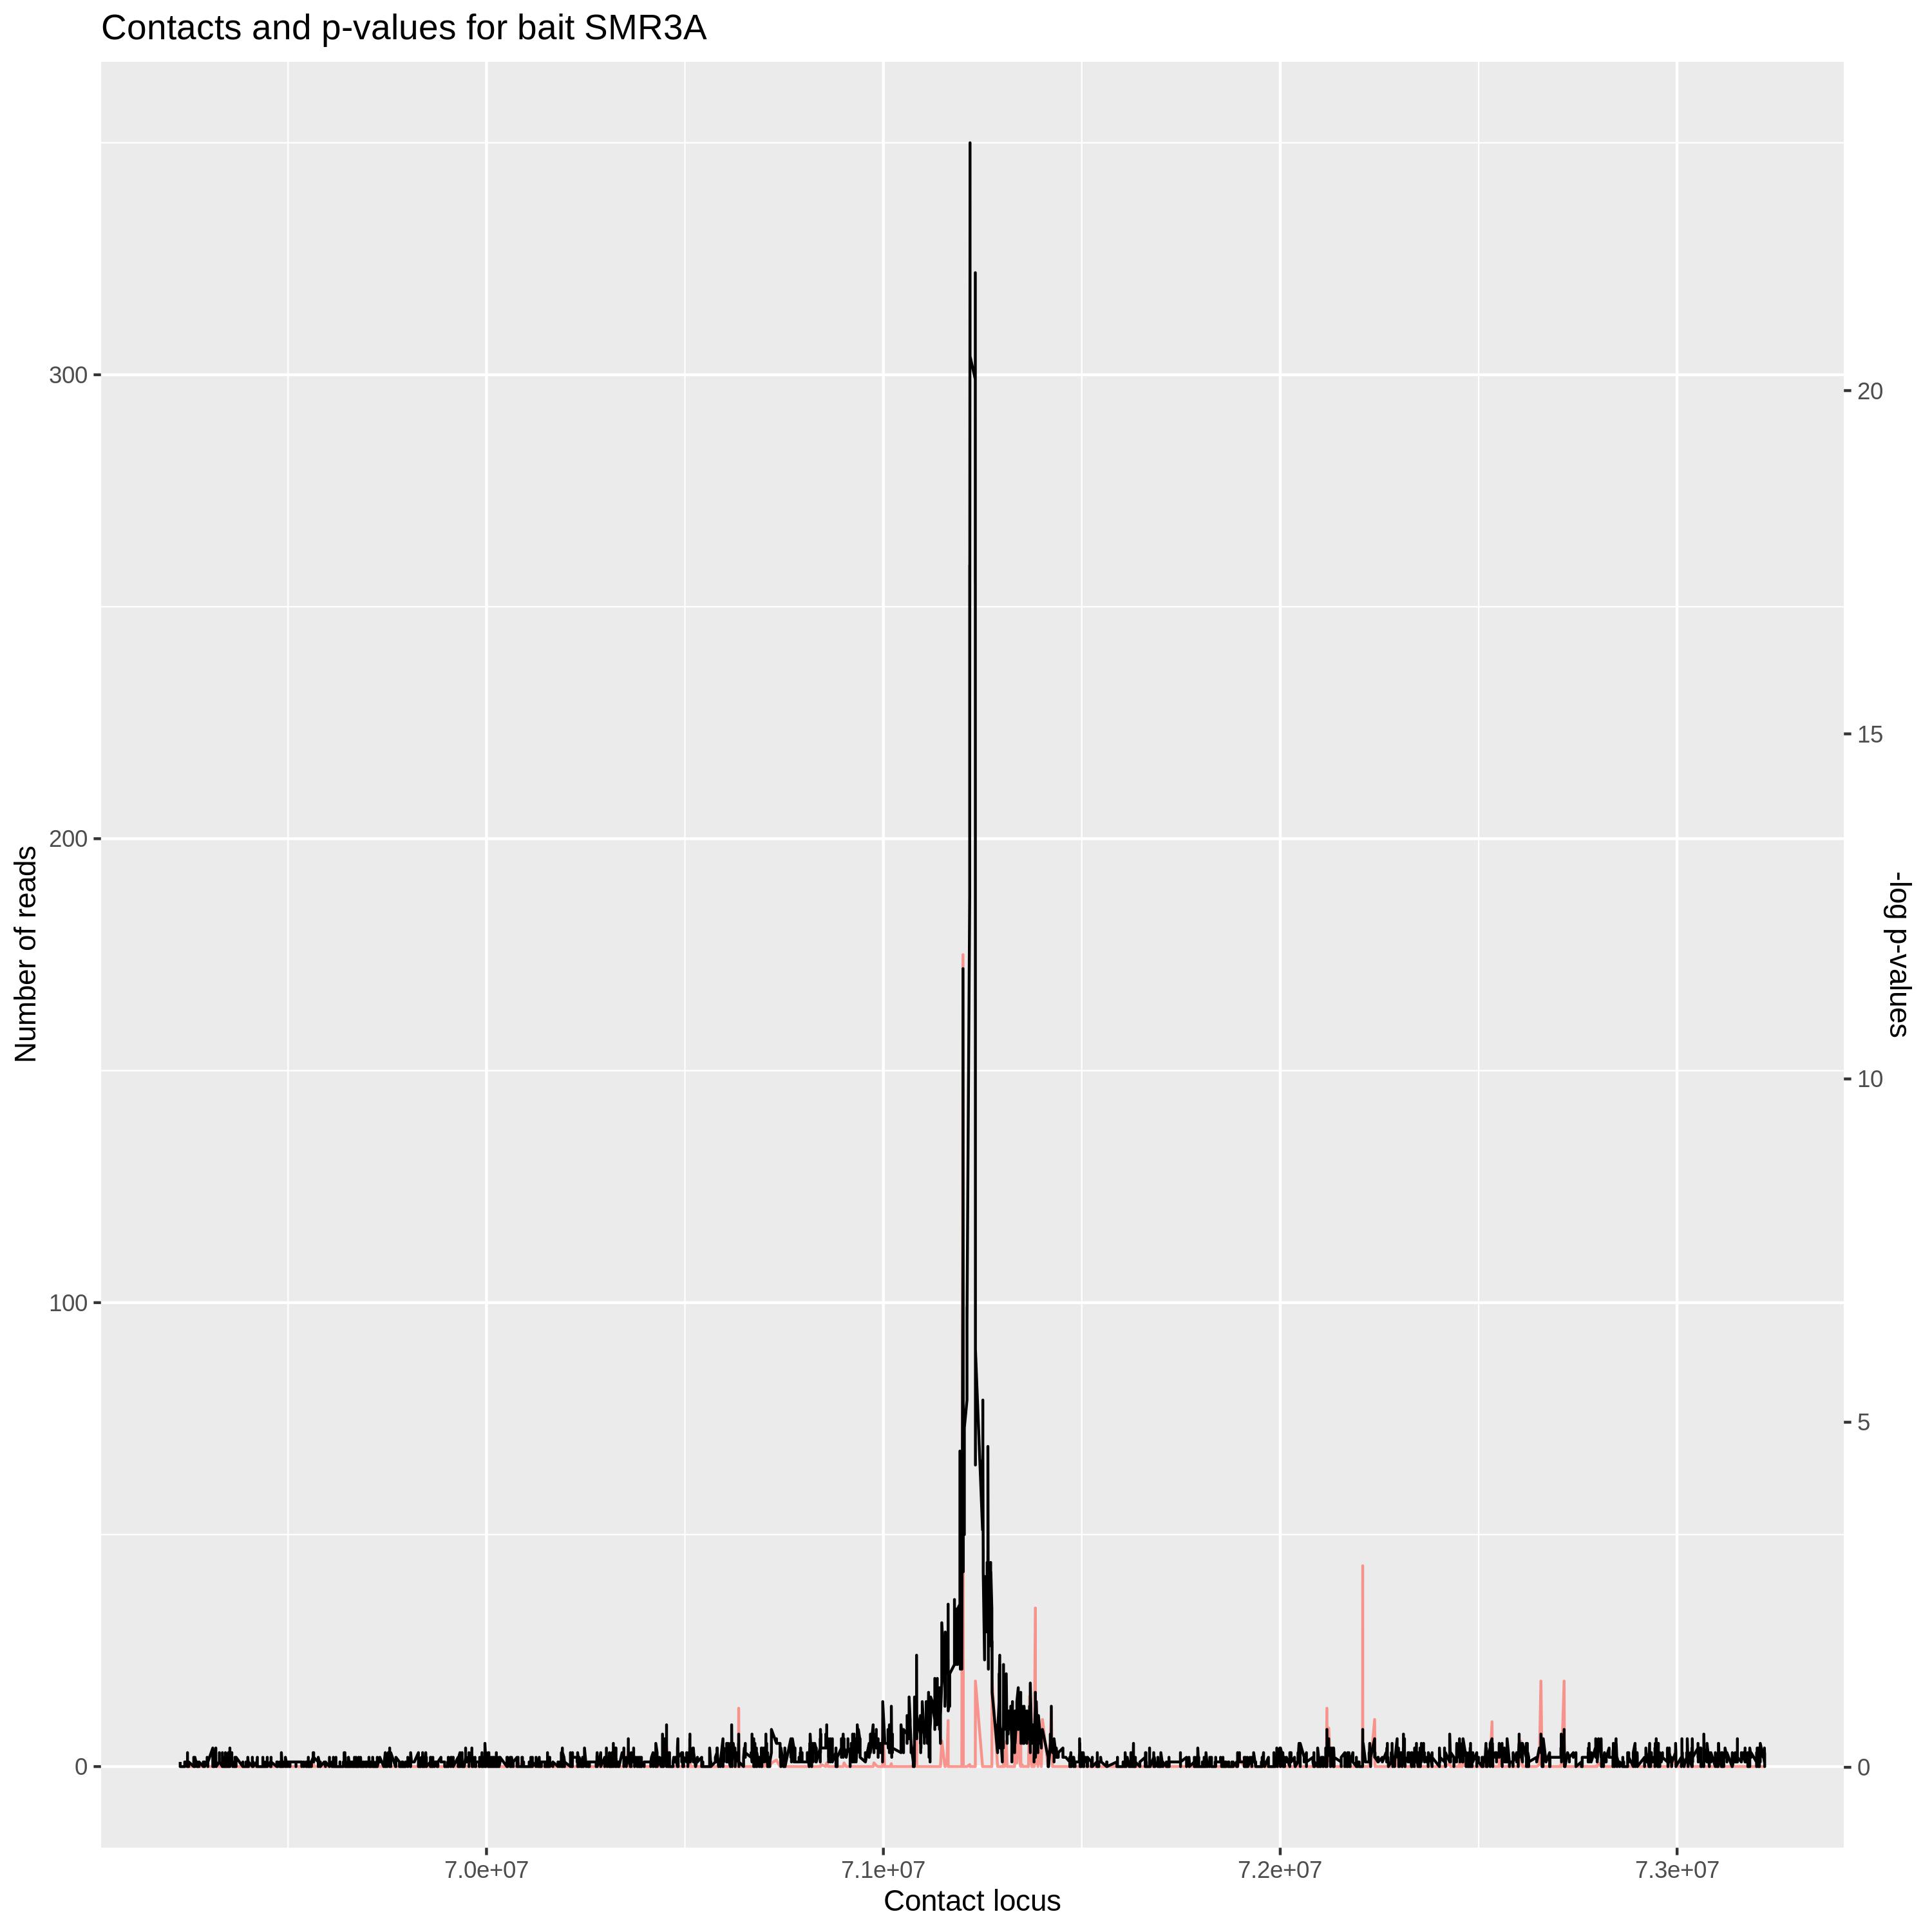 Contacts and p-values for bait SMR3A
300
200
100
0
Number of reads
20
15
10
5
0
-log p-values
7.0e+07
7.1e+07
7.2e+07
7.3e+07
Contact locus